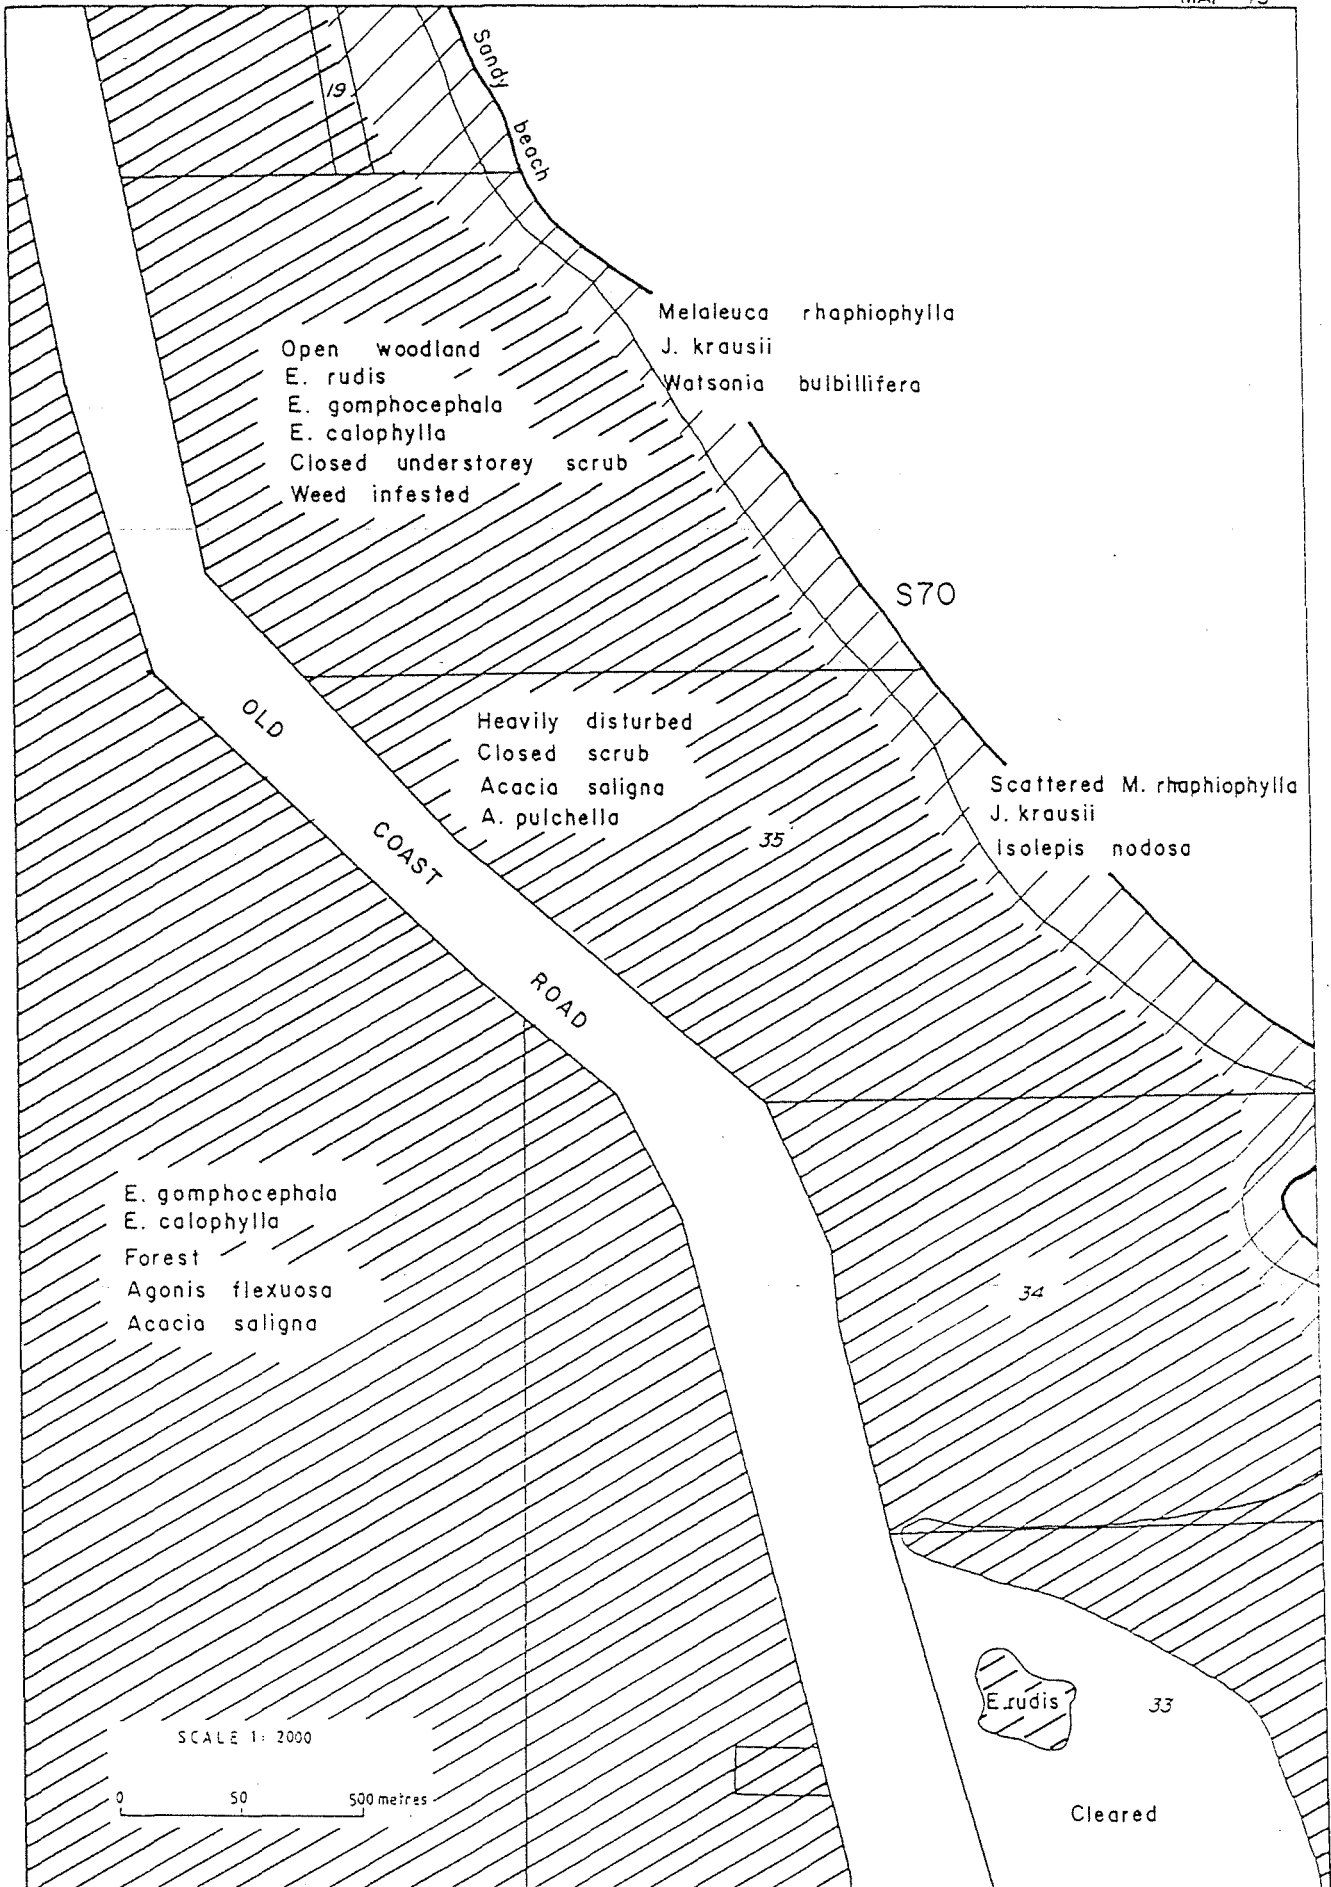 Sandy
beach
19
Melaleuca rhaphiophylla
J. krausii
Watsonia bulbillifera
Open woodland
E. rudis
E. gomphocephala
E. calophylla
Closed understorey scrub
Weed infested
S70
OLD
COAST
ROAD
Heavily disturbed
Closed scrub
Acacia saligna
A. pulchella
35
Scattered M. rhaphiophylla
J. krausii
Isolepis nodosa
E. gomphocephala
E. calophylla
Forest
Agonis flexuosa
Acacia saligna
34
E. rudis
33
Cleared
SCALE 1: 2000
0 50 500 metres